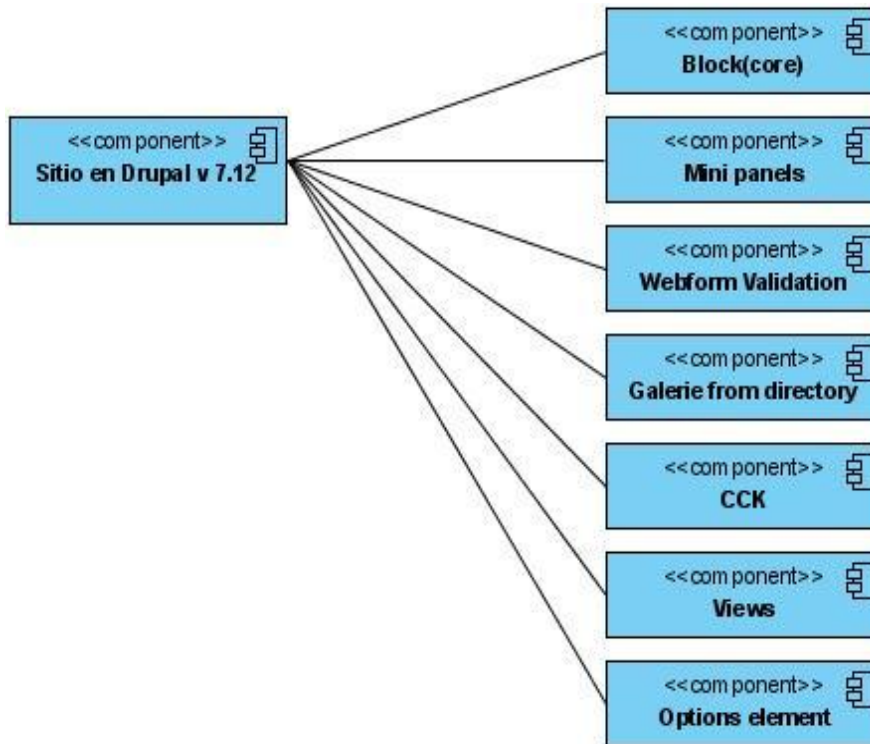 <<component>>
Block(core)
<<component>>
Sitio en Drupal v 7.12
<<component>>
Mini panels
<<component>>
Webform Validation
<<component>>
Galerie from directory
<<component>>
CCK
<<component>>
Views
<<component>>
Options element